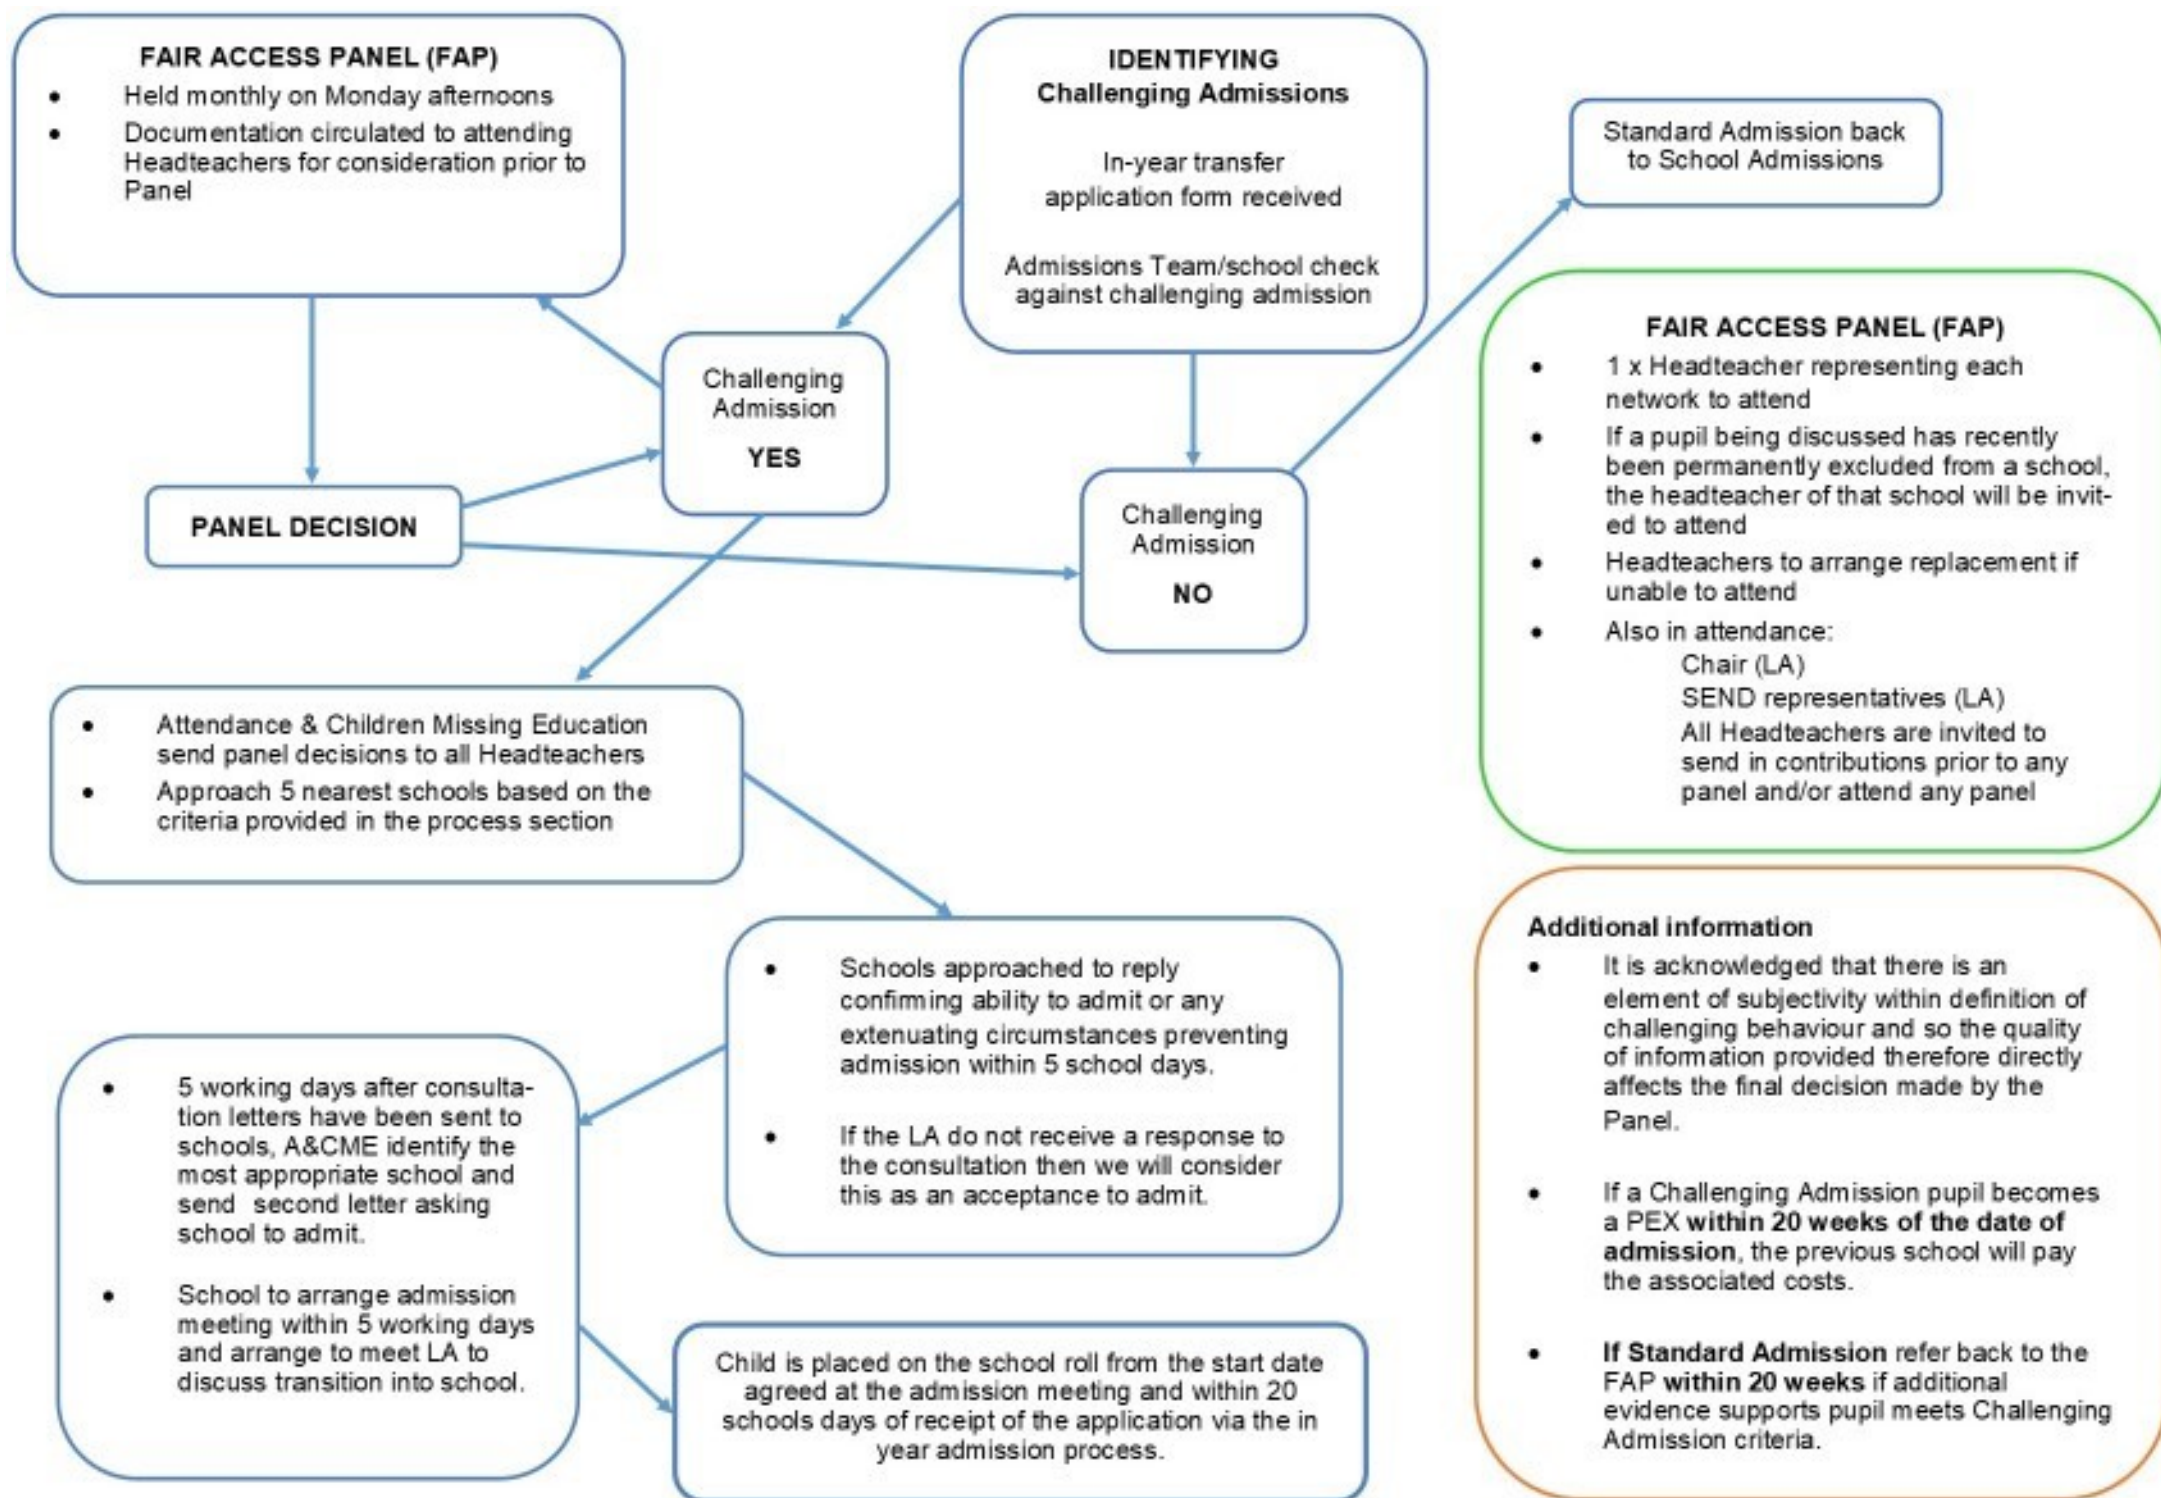 FAIR ACCESS PANEL (FAP)
• Held monthly on Monday afternoons
• Documentation circulated to attending
Headteachers for consideration prior to
Panel
IDENTIFYING
Challenging Admissions
In-year transfer
application form received
Admissions Team/school check
against challenging admission
Standard Admission back
to School Admissions
Challenging
Admission
YES
PANEL DECISION
Challenging
Admission
NO
FAIR ACCESS PANEL (FAP)
• 1 x Headteacher representing each
network to attend
• If a pupil being discussed has recently
been permanently excluded from a school,
the headteacher of that school will be invit-
ed to attend
• Headteachers to arrange replacement if
unable to attend
• Also in attendance:
Chair (LA)
SEND representatives (LA)
All Headteachers are invited to
send in contributions prior to any
panel and/or attend any panel
• Attendance & Children Missing Education
send panel decisions to all Headteachers
• Approach 5 nearest schools based on the
criteria provided in the process section
• Schools approached to reply
confirming ability to admit or any
extenuating circumstances preventing
admission within 5 school days.
• If the LA do not receive a response to
the consultation then we will consider
this as an acceptance to admit.
• 5 working days after consulta-
tion letters have been sent to
schools, A&CME identify the
most appropriate school and
send second letter asking
school to admit.
• School to arrange admission
meeting within 5 working days
and arrange to meet LA to
discuss transition into school.
Child is placed on the school roll from the start date
agreed at the admission meeting and within 20
schools days of receipt of the application via the in
year admission process.
Additional information
• It is acknowledged that there is an
element of subjectivity within definition of
challenging behaviour and so the quality
of information provided therefore directly
affects the final decision made by the
Panel.
• If a Challenging Admission pupil becomes
a PEX within 20 weeks of the date of
admission, the previous school will pay
the associated costs.
• If Standard Admission refer back to the
FAP within 20 weeks if additional
evidence supports pupil meets Challenging
Admission criteria.